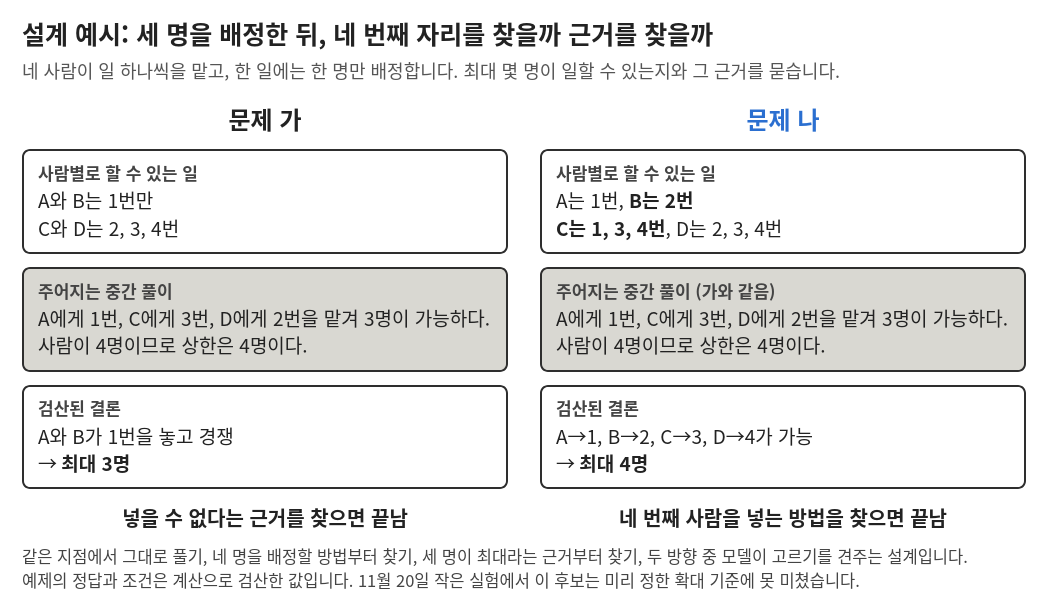 설계 예시: 세 명을 배정한 뒤, 네 번째 자리를 찾을까 근거를 찾을까
네 사람이 일 하나씩을 맡고, 한 일에는 한 명만 배정합니다. 최대 몇 명이 일할 수 있는지와 그 근거를 묻습니다.
문제 가
사람별로 할 수 있는 일
A와 B는 1번만
C와 D는 2, 3, 4번
주어지는 중간 풀이
A에게 1번, C에게 3번, D에게 2번을 맡겨 3명이 가능하다.
사람이 4명이므로 상한은 4명이다.
검산된 결론
A와 B가 1번을 놓고 경쟁
→ 최대 3명
넣을 수 없다는 근거를 찾으면 끝남
문제 나
사람별로 할 수 있는 일
A는 1번, B는 2번
C는 1, 3, 4번, D는 2, 3, 4번
주어지는 중간 풀이 (가와 같음)
A에게 1번, C에게 3번, D에게 2번을 맡겨 3명이 가능하다.
사람이 4명이므로 상한은 4명이다.
검산된 결론
A→1, B→2, C→3, D→4가 가능
→ 최대 4명
네 번째 사람을 넣는 방법을 찾으면 끝남
같은 지점에서 그대로 풀기, 네 명을 배정할 방법부터 찾기, 세 명이 최대라는 근거부터 찾기, 두 방향 중 모델이 고르기를 견주는 설계입니다.
예제의 정답과 조건은 계산으로 검산한 값입니다. 11월 20일 작은 실험에서 이 후보는 미리 정한 확대 기준에 못 미쳤습니다.